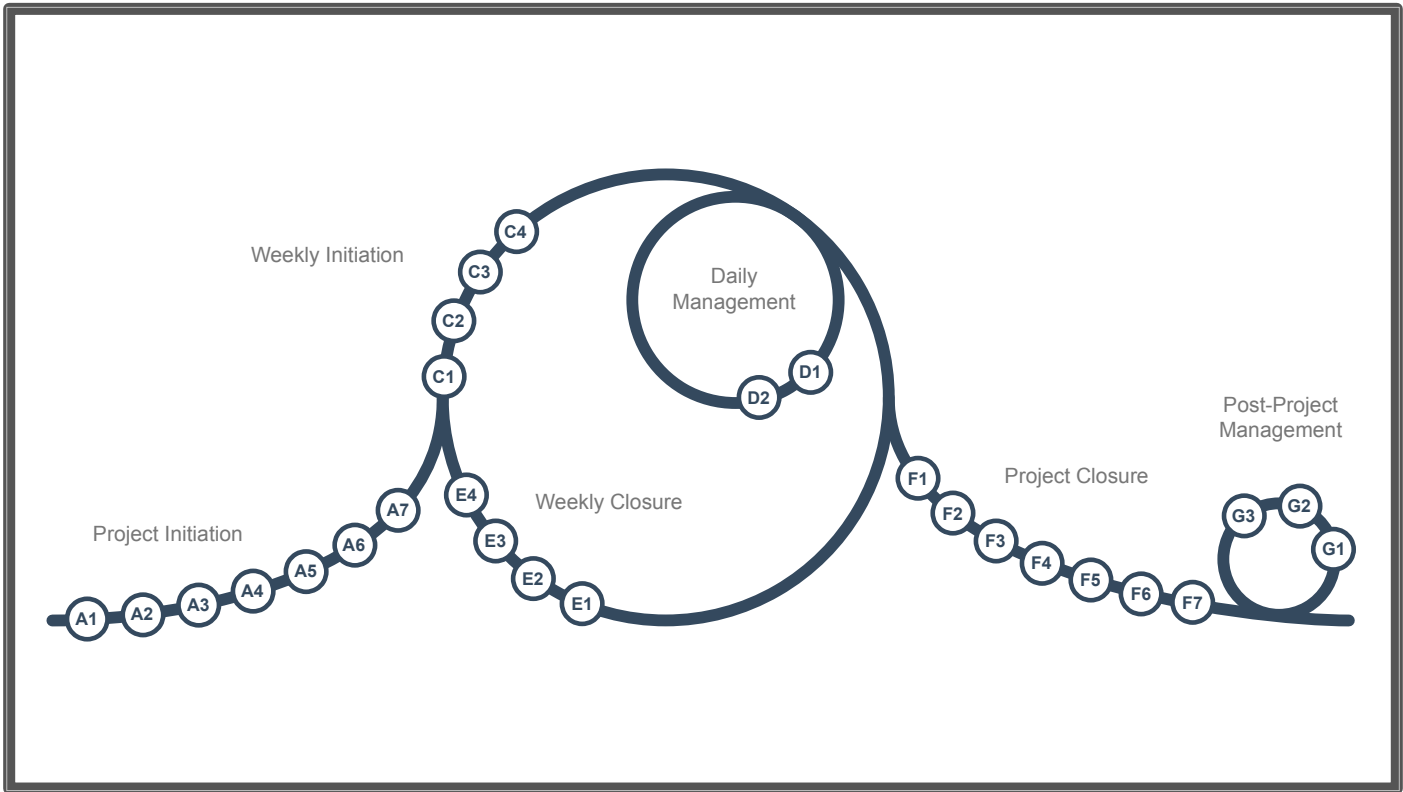 Project Initiation
A1
A2
A3
A4
A5
A6
A7
Weekly Initiation
C1
C2
C3
C4
Daily
Management
D1
D2
Weekly Closure
E1
E2
E3
E4
Project Closure
F1
F2
F3
F4
F5
F6
F7
Post-Project
Management
G1
G2
G3